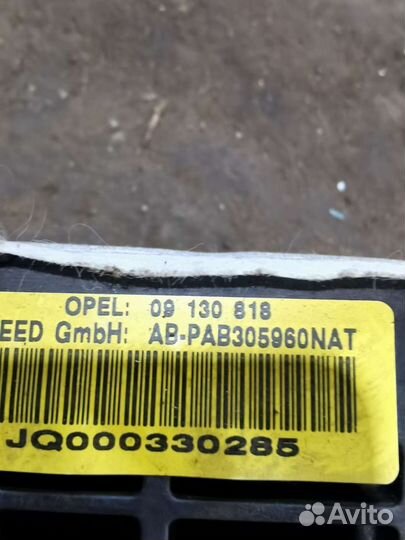 OPEL: 09 130 818
EED GmbH: AB-PAB305960NAT
JQ000330285
Avito